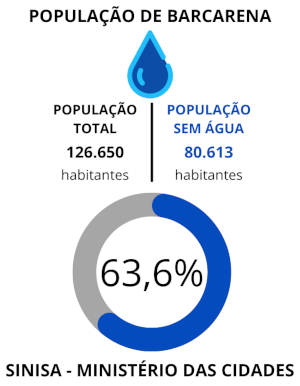 POPULAÇÃO DE BARCARENA
POPULAÇÃO
TOTAL
126.650
habitantes
POPULAÇÃO
SEM ÁGUA
80.613
habitantes
63,6%
SINISA - MINISTÉRIO DAS CIDADES